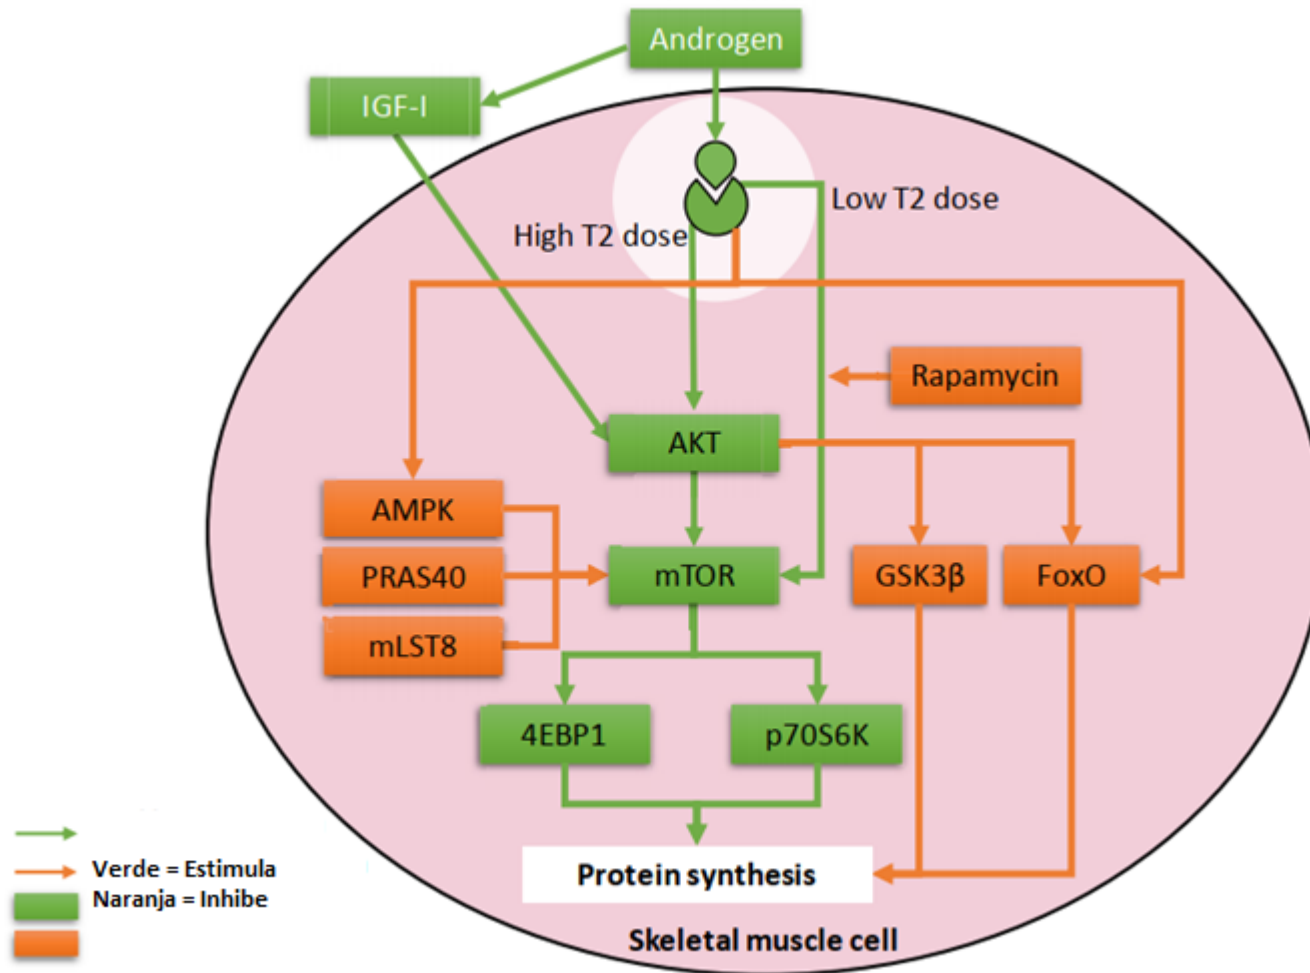 Androgen
IGF-I
Low T2 dose
High T2 dose
Rapamycin
AKT
AMPK
PRAS40
mTOR
GSK3β
FoxO
mLST8
4EBP1
p70S6K
Verde = Estimula
Naranja = Inhibe
Protein synthesis
Skeletal muscle cell